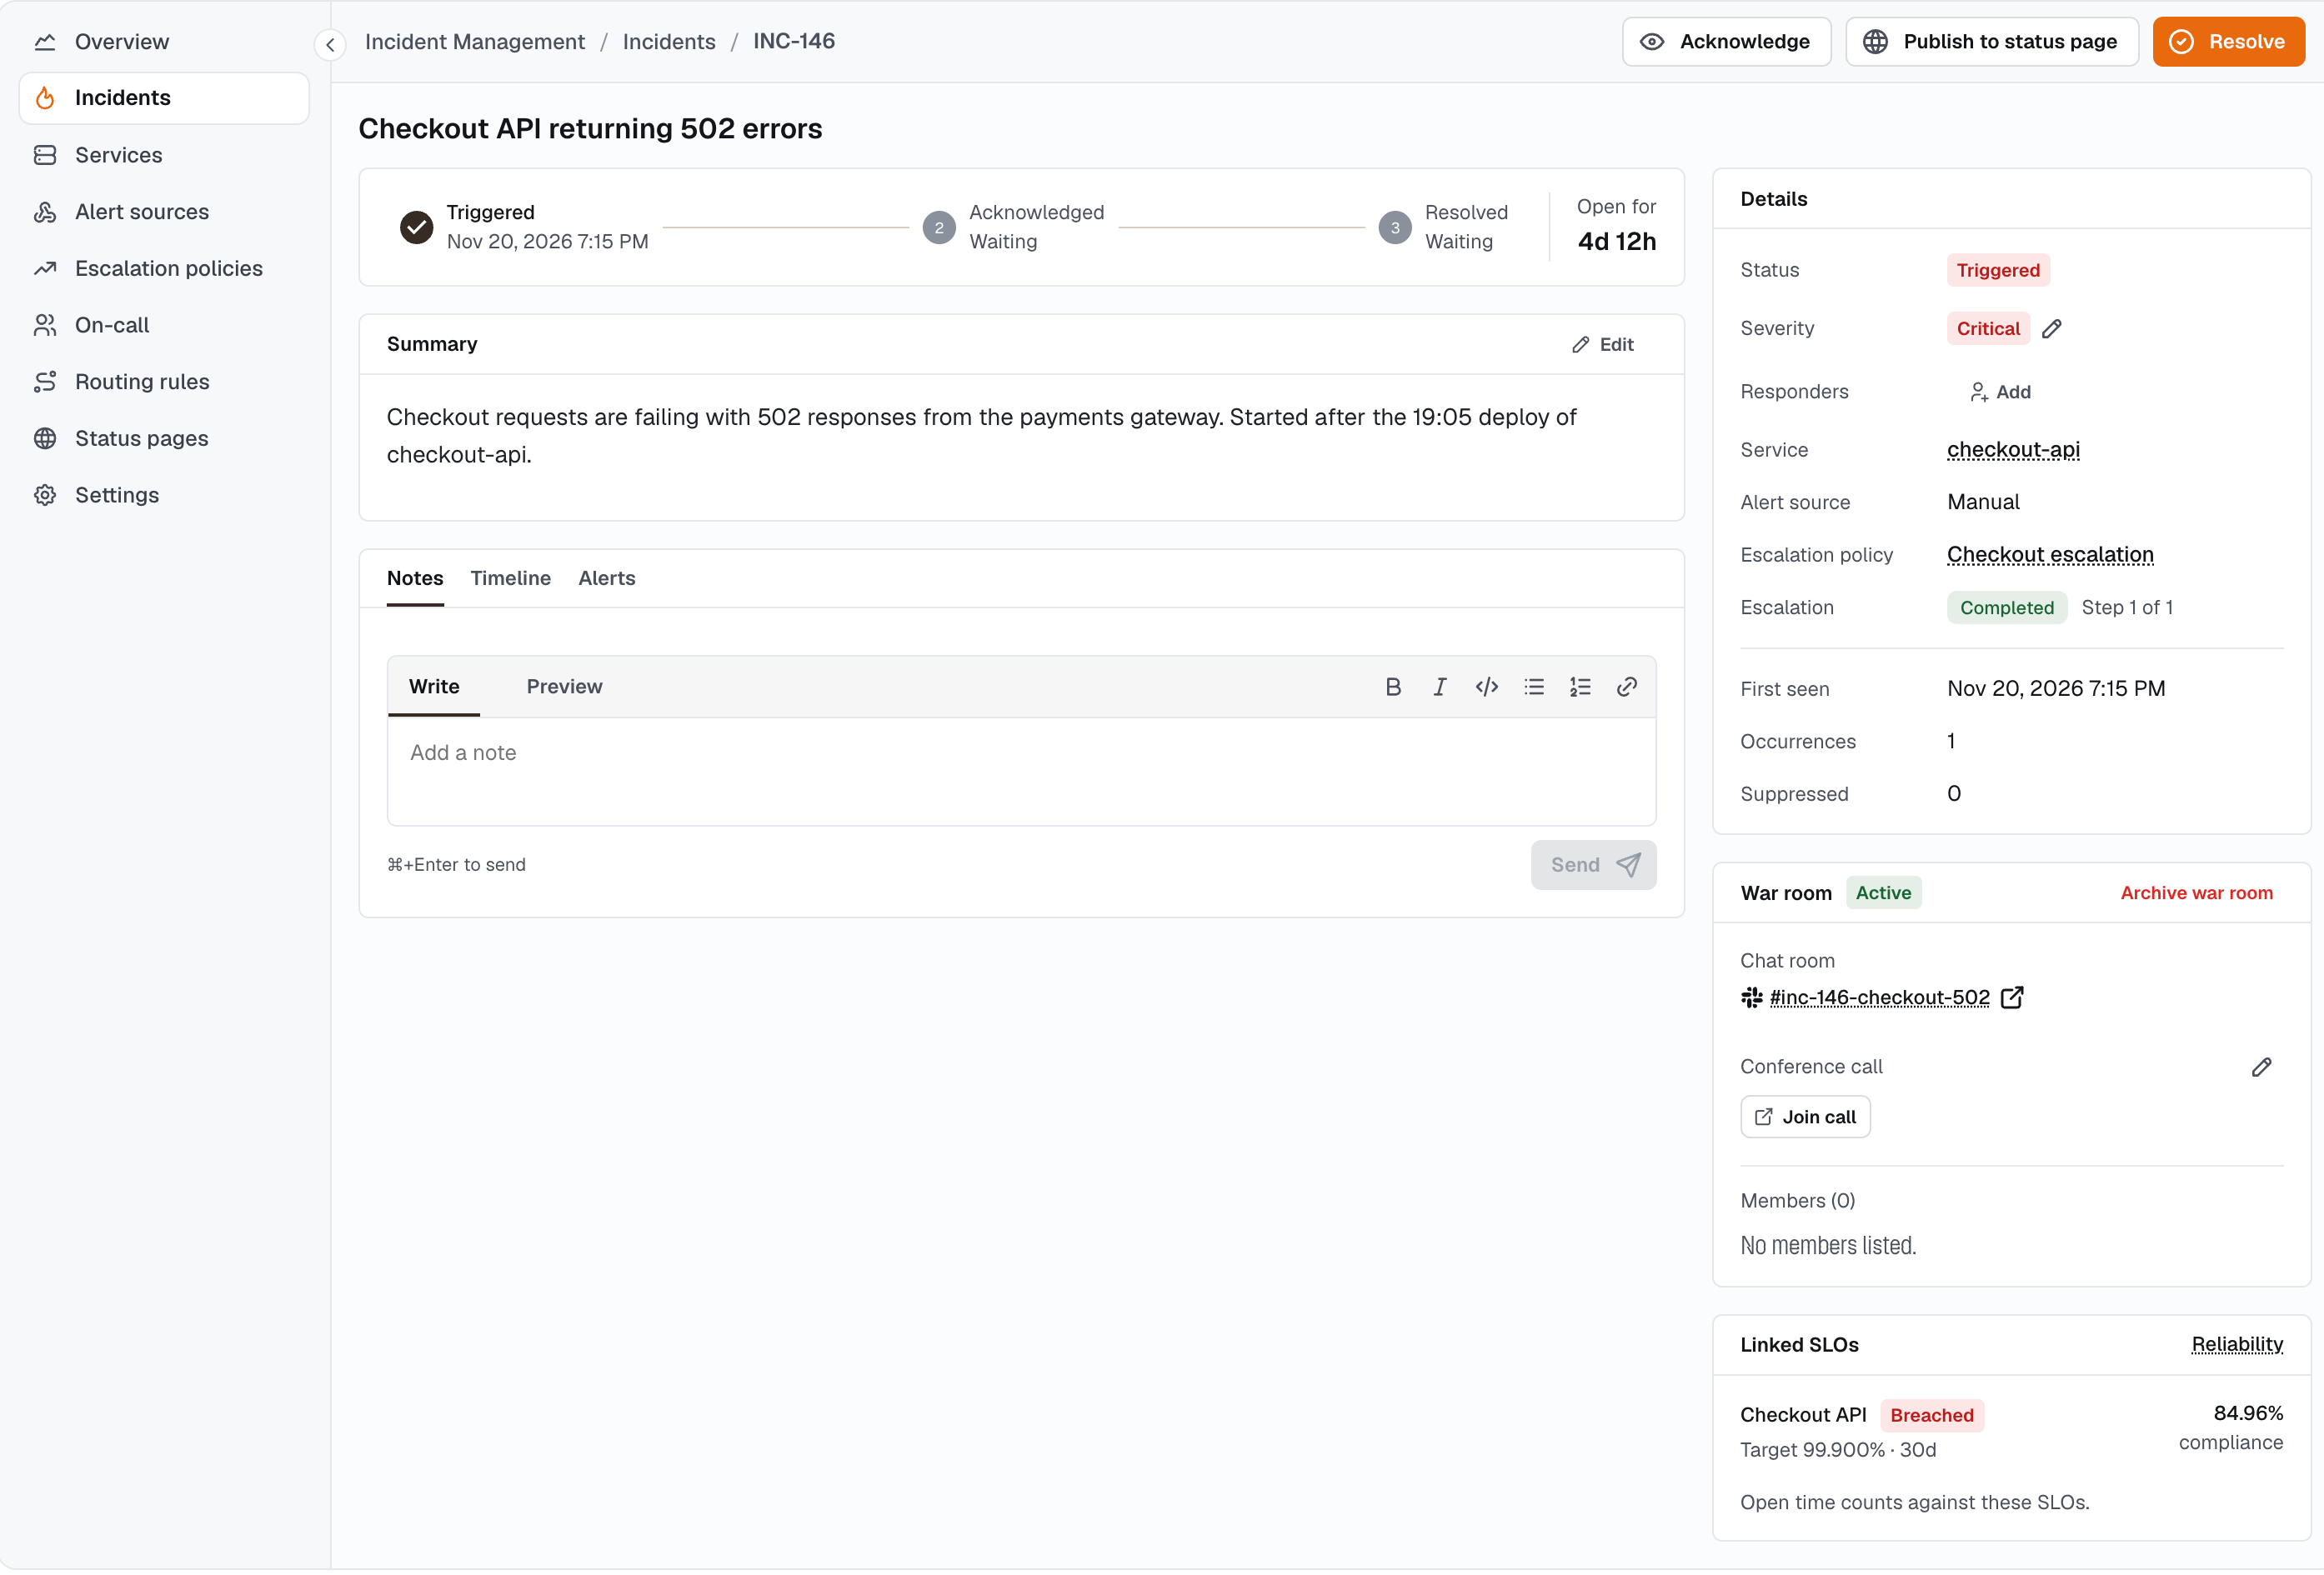 Overview
Incidents
Services
Alert sources
Escalation policies
On-call
Routing rules
Status pages
Settings
Incident Management / Incidents / INC-146
Acknowledge
Publish to status page
Resolve
Checkout API returning 502 errors
Triggered
Nov 20, 2026 7:15 PM
2
Acknowledged
Waiting
3
Resolved
Waiting
Open for
4d 12h
Summary
Edit
Checkout requests are failing with 502 responses from the payments gateway. Started after the 19:05 deploy of
checkout-api.
Notes Timeline Alerts
Write Preview
Add a note
⌘+Enter to send
Send
Details
Status Triggered
Severity Critical
Responders Add
Service checkout-api
Alert source Manual
Escalation policy Checkout escalation
Escalation Completed Step 1 of 1
First seen Nov 20, 2026 7:15 PM
Occurrences 1
Suppressed 0
War room Active Archive war room
Chat room
#inc-146-checkout-502
Conference call
Join call
Members (0)
No members listed.
Linked SLOs Reliability
Checkout API Breached 84.96%
Target 99.900% · 30d compliance
Open time counts against these SLOs.